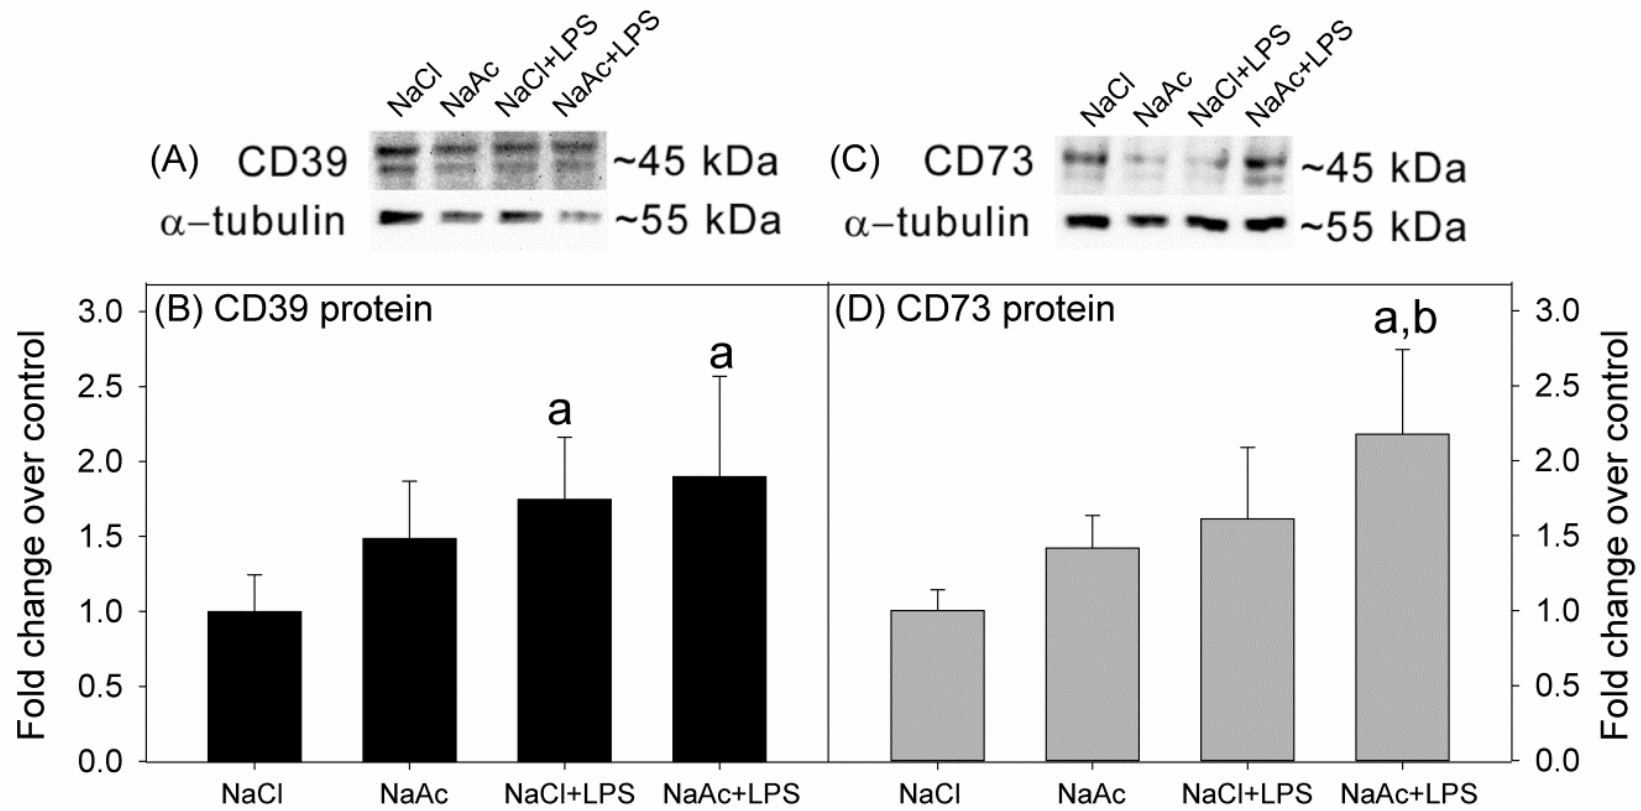 NaCl NaAc NaCl+LPS NaAc+LPS
(A) CD39 ~45 kDa
α−tubulin ~55 kDa
NaCl NaAc NaCl+LPS NaAc+LPS
(C) CD73 ~45 kDa
α−tubulin ~55 kDa
Fold change over control
3.0
2.5
2.0
1.5
1.0
0.5
0.0
(B) CD39 protein
a
a
NaCl NaAc NaCl+LPS NaAc+LPS
(D) CD73 protein
a,b
NaCl NaAc NaCl+LPS NaAc+LPS
3.0
2.5
2.0
1.5
1.0
0.5
0.0
Fold change over control